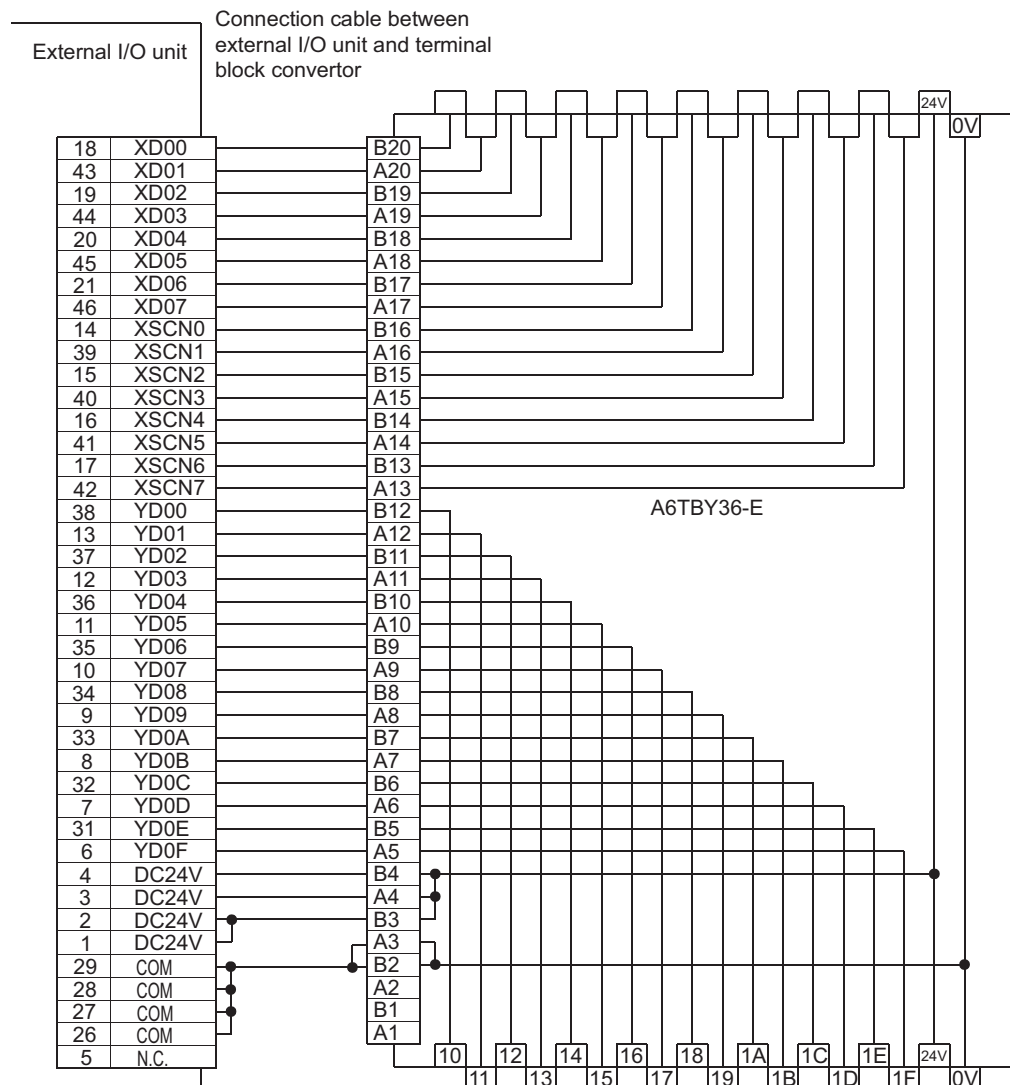 Connection cable between
external I/O unit and terminal
block convertor
External I/O unit
24V
0V
18 XD00 B20
43 XD01 A20
19 XD02 B19
44 XD03 A19
20 XD04 B18
45 XD05 A18
21 XD06 B17
46 XD07 A17
14 XSCN0 B16
39 XSCN1 A16
15 XSCN2 B15
40 XSCN3 A15
16 XSCN4 B14
41 XSCN5 A14
17 XSCN6 B13
42 XSCN7 A13
A6TBY36-E
38 YD00 B12
13 YD01 A12
37 YD02 B11
12 YD03 A11
36 YD04 B10
11 YD05 A10
35 YD06 B9
10 YD07 A9
34 YD08 B8
9 YD09 A8
33 YD0A B7
8 YD0B A7
32 YD0C B6
7 YD0D A6
31 YD0E B5
6 YD0F A5
4 DC24V B4
3 DC24V A4
2 DC24V B3
1 DC24V A3
29 COM B2
28 COM A2
27 COM B1
26 COM A1
5 N.C.
10 12 14 16 18 1A 1C 1E 24V
11 13 15 17 19 1B 1D 1F 0V